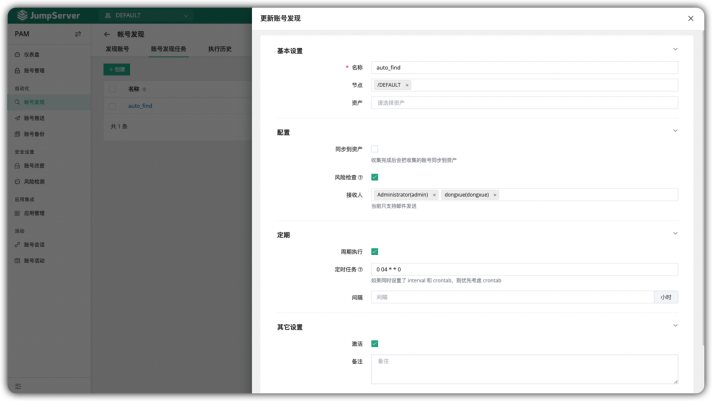 JumpServer
DEFAULT
更新账号发现
PAM
账号发现
发现账号
账号发现任务
执行历史
+ 创建
名称
auto_find
共 1 条
仪表盘
账号管理
自动化
账号发现
账号推送
账号备份
安全设置
账号改密
风险检测
应用集成
应用管理
活动
账号会话
账号活动
基本设置
* 名称
auto_find
节点
/DEFAULT ×
资产
请选择资产
配置
同步到资产
收集完成后会把收集的账号同步到资产
风险检查
接收人
Administrator(admin) ×
dongxue(dongxue) ×
当前只支持邮件发送
定期
周期执行
定时任务
0 04 * * 0
如果同时设置了 interval 和 crontab，则优先考虑 crontab
间隔
间隔
小时
其它设置
激活
备注
备注